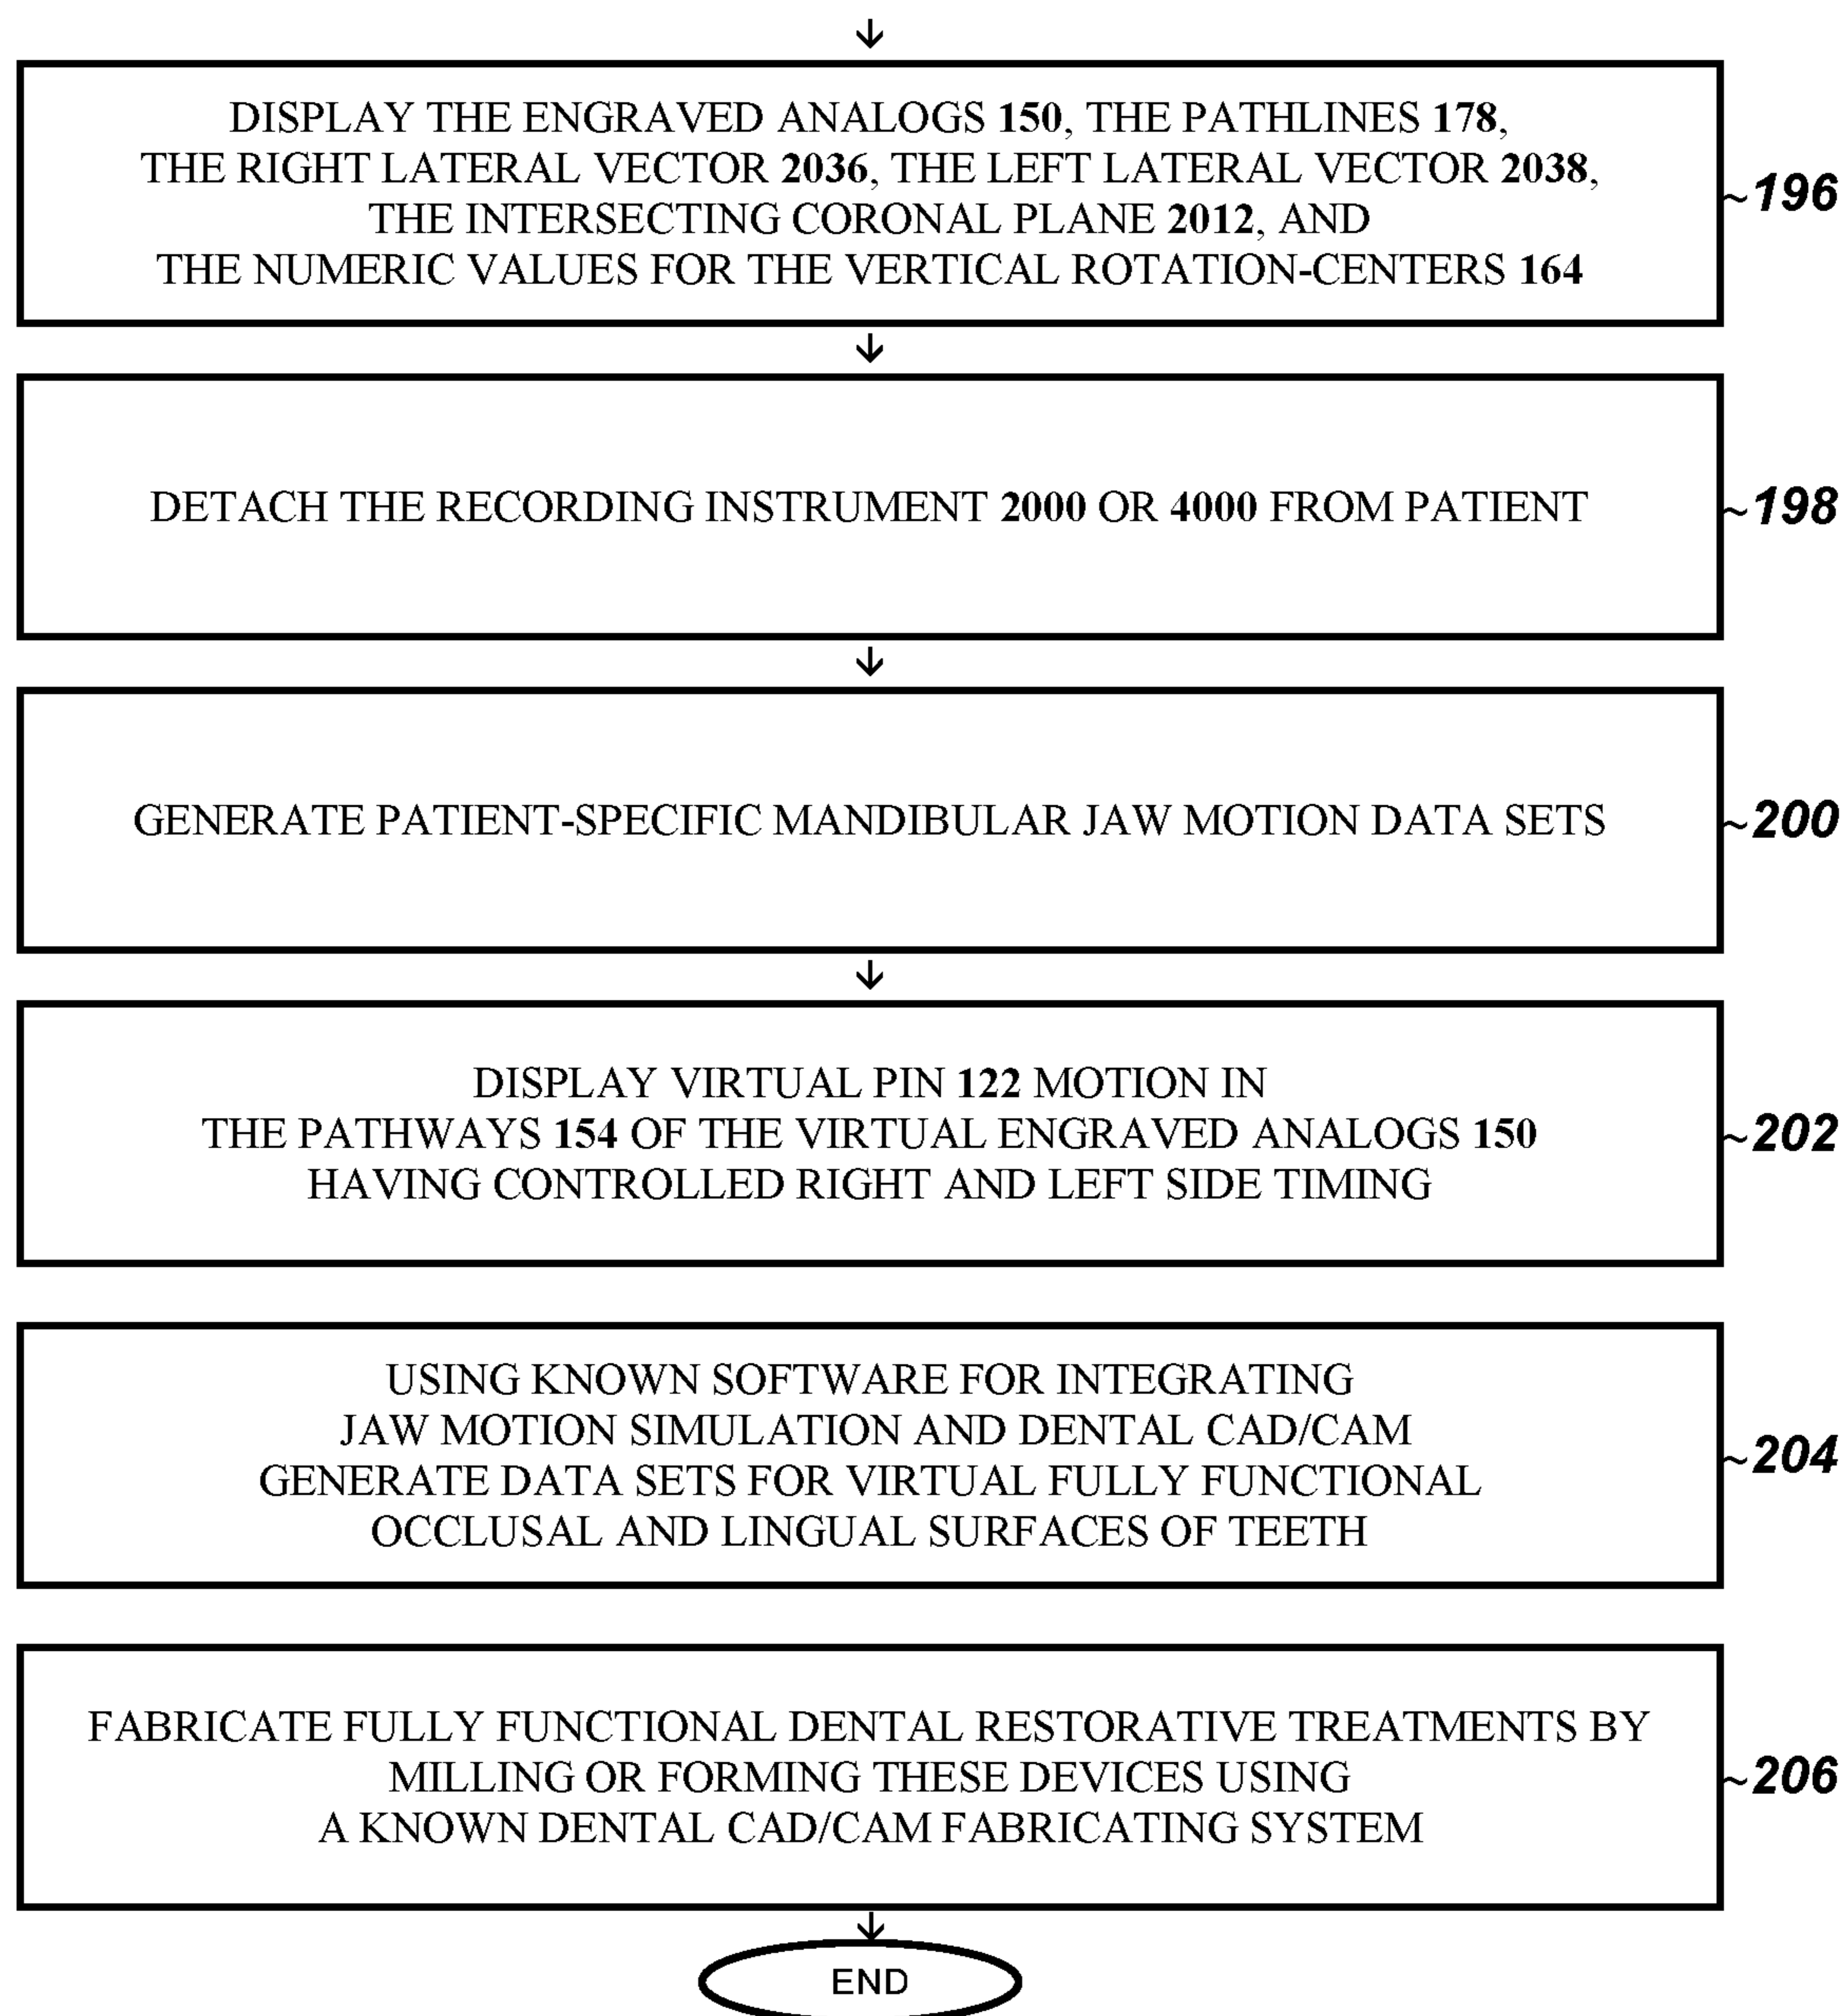 DISPLAY THE ENGRAVED ANALOGS 150, THE PATHLINES 178,
THE RIGHT LATERAL VECTOR 2036, THE LEFT LATERAL VECTOR 2038,
THE INTERSECTING CORONAL PLANE 2012, AND
THE NUMERIC VALUES FOR THE VERTICAL ROTATION-CENTERS 164
~196
DETACH THE RECORDING INSTRUMENT 2000 OR 4000 FROM PATIENT
~198
GENERATE PATIENT-SPECIFIC MANDIBULAR JAW MOTION DATA SETS
~200
DISPLAY VIRTUAL PIN 122 MOTION IN
THE PATHWAYS 154 OF THE VIRTUAL ENGRAVED ANALOGS 150
HAVING CONTROLLED RIGHT AND LEFT SIDE TIMING
~202
USING KNOWN SOFTWARE FOR INTEGRATING
JAW MOTION SIMULATION AND DENTAL CAD/CAM
GENERATE DATA SETS FOR VIRTUAL FULLY FUNCTIONAL
OCCLUSAL AND LINGUAL SURFACES OF TEETH
~204
FABRICATE FULLY FUNCTIONAL DENTAL RESTORATIVE TREATMENTS BY
MILLING OR FORMING THESE DEVICES USING
A KNOWN DENTAL CAD/CAM FABRICATING SYSTEM
~206
END